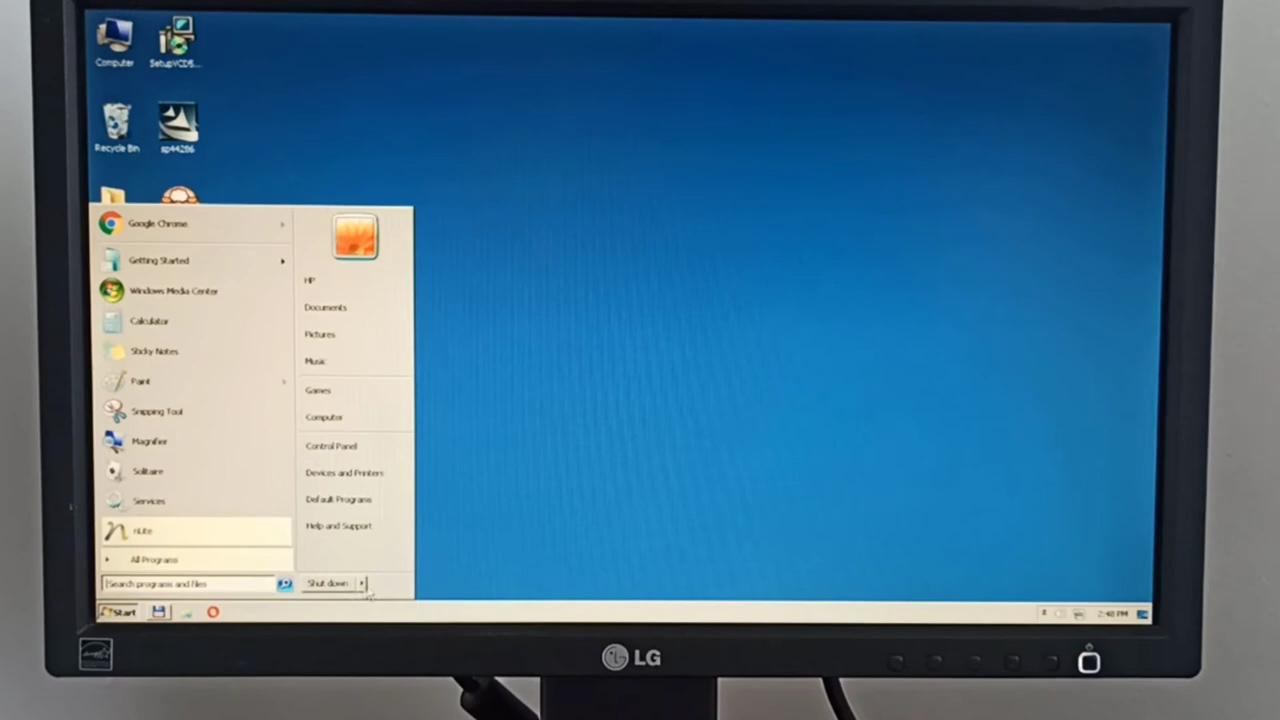 Computer
SetupVCDS...
Recycle Bin
sp44286
Google Chrome
Getting Started
Windows Media Center
Calculator
Sticky Notes
Paint
Snipping Tool
Magnifier
Solitaire
Services
nLite
All Programs
Search programs and files
HP
Documents
Pictures
Music
Games
Computer
Control Panel
Devices and Printers
Default Programs
Help and Support
Shut down
Start
2:48 PM
LG